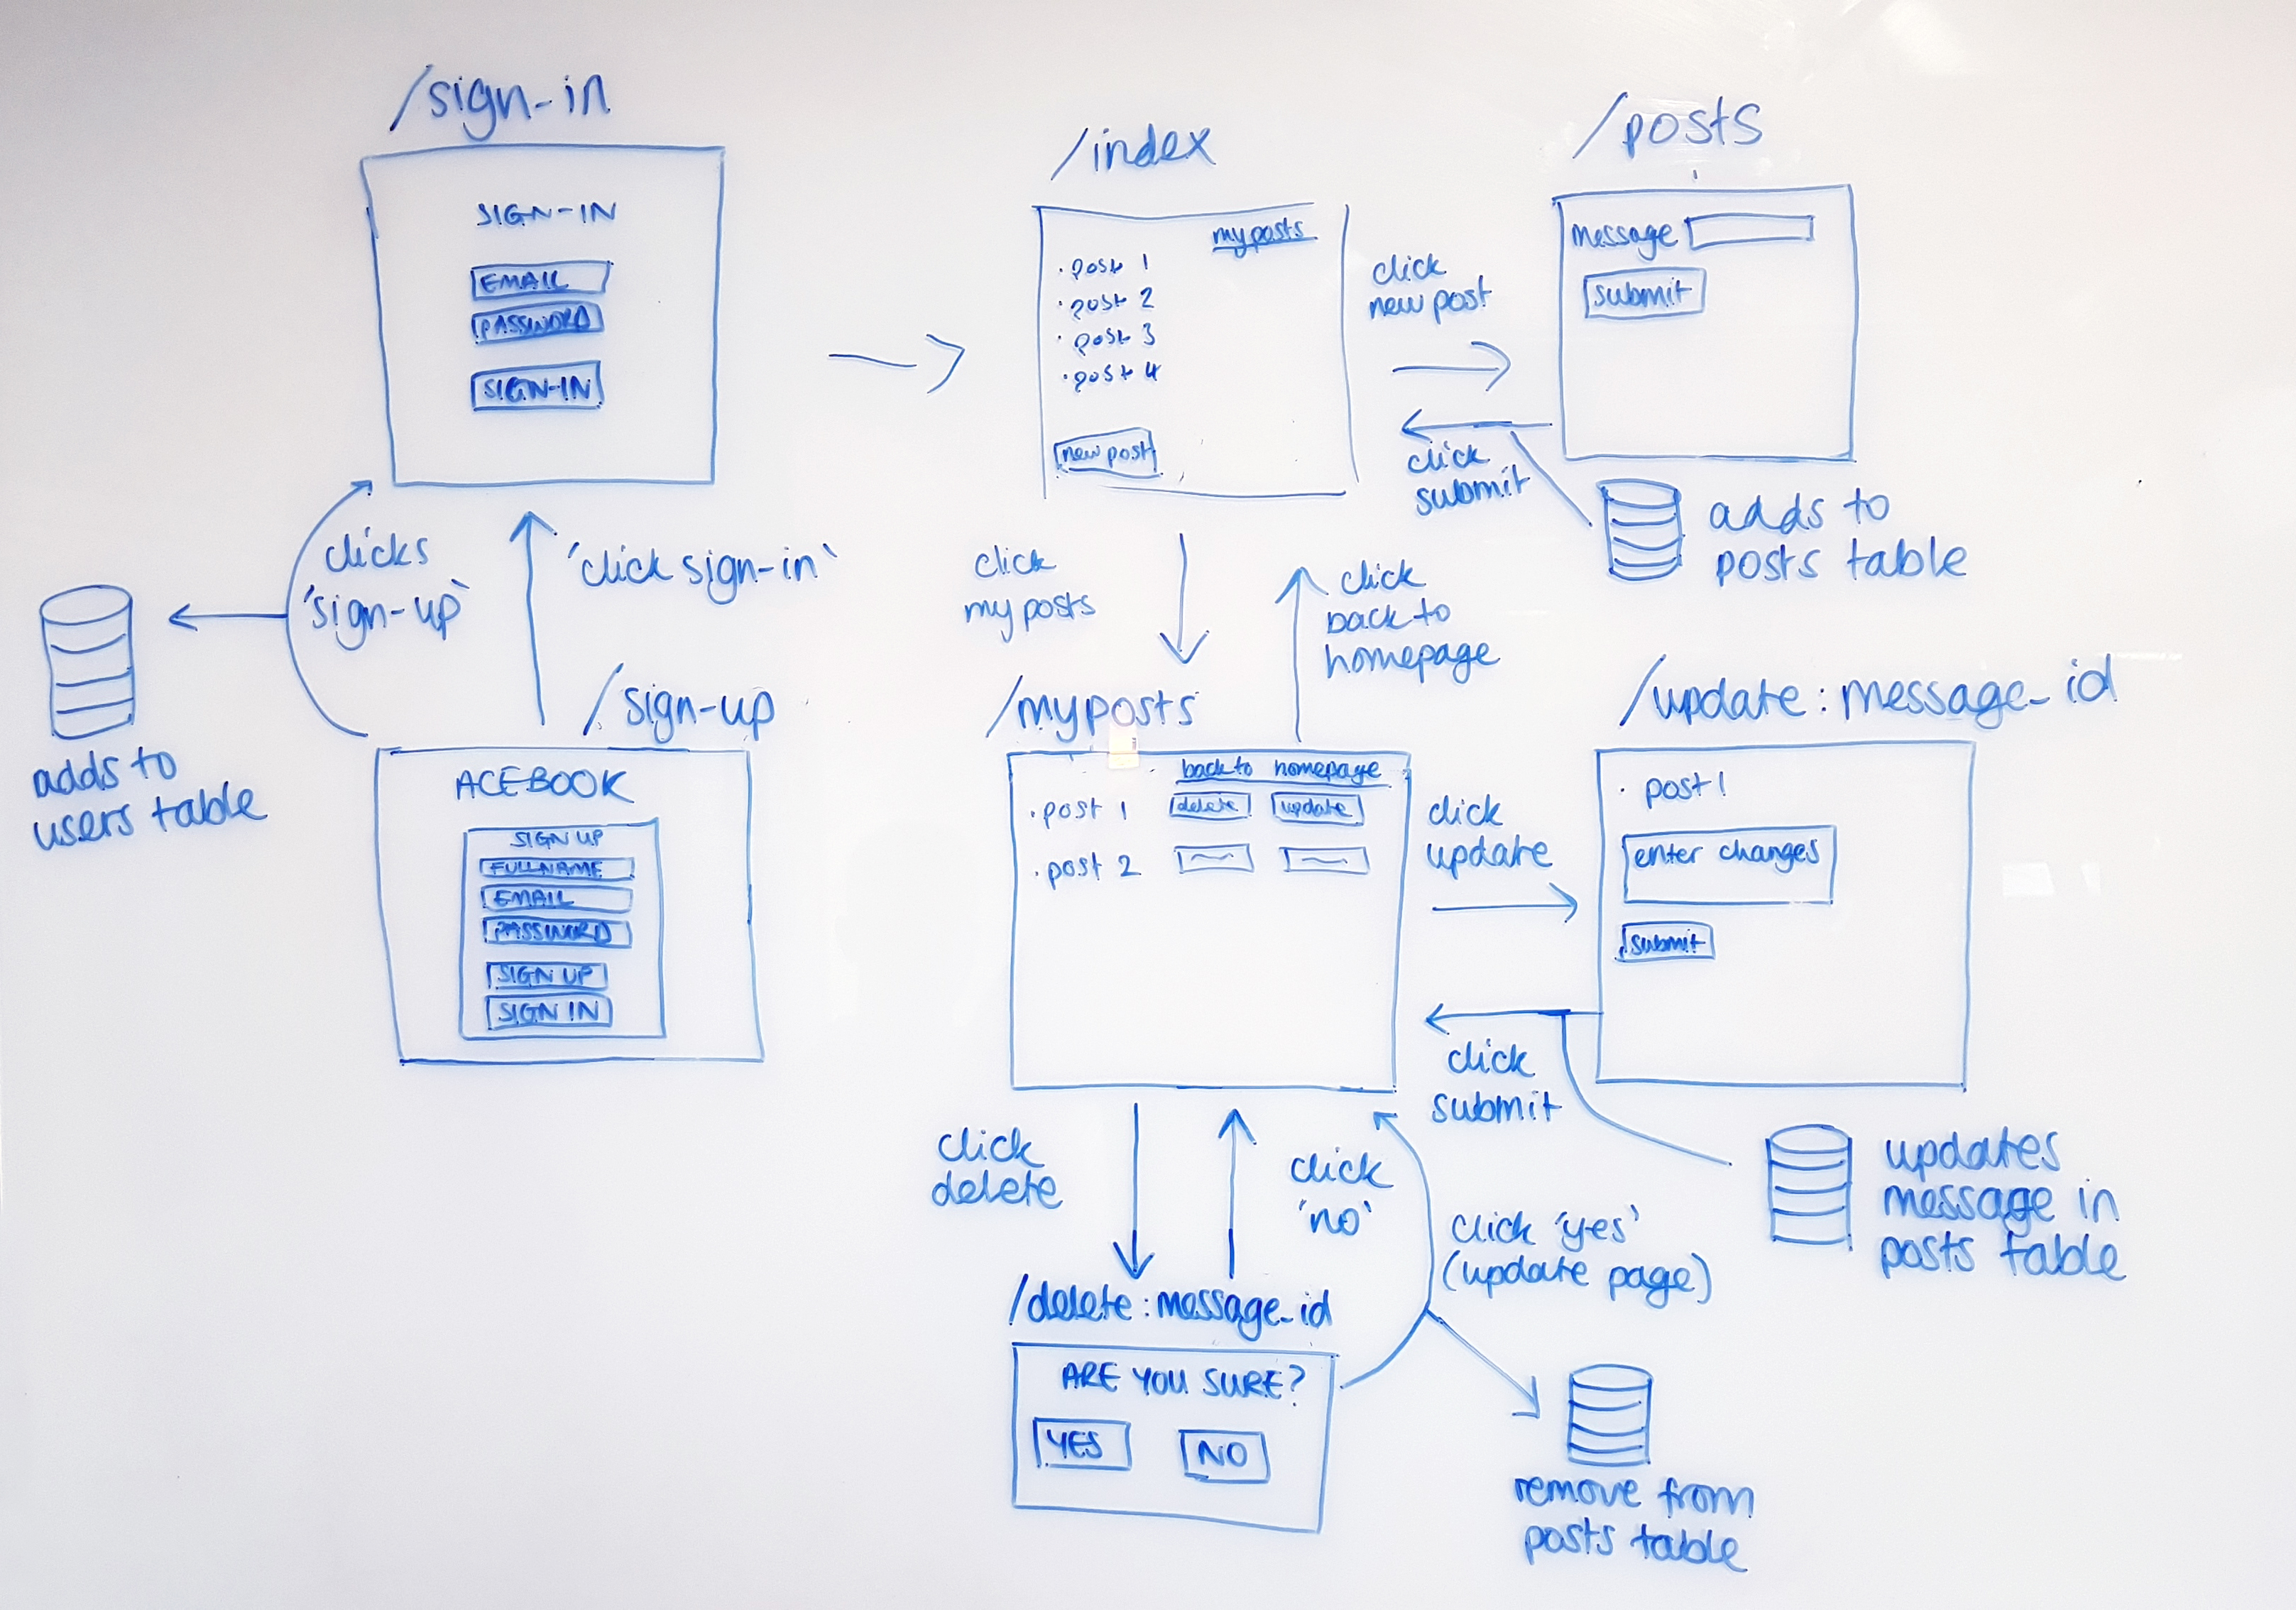 /sign-in
SIGN-IN
EMAIL
PASSWORD
SIGN-IN
clicks
'sign-up'
'click sign-in'
adds to
users table
/sign-up
ACEBOOK
SIGN UP
FULLNAME
EMAIL
PASSWORD
SIGN UP
SIGN IN
/index
my posts
· post 1
· post 2
· post 3
· post 4
new post
click
new post
click
submit
/posts
message
submit
adds to
posts table
click
my posts
click
back to
homepage
/myposts
back to homepage
· post 1 delete update
· post 2
click
update
click
submit
/update:message_id
· post 1
enter changes
submit
updates
message in
posts table
click
delete
click
'no'
click 'yes'
(update page)
/delete:message_id
ARE YOU SURE?
YES NO
remove from
posts table